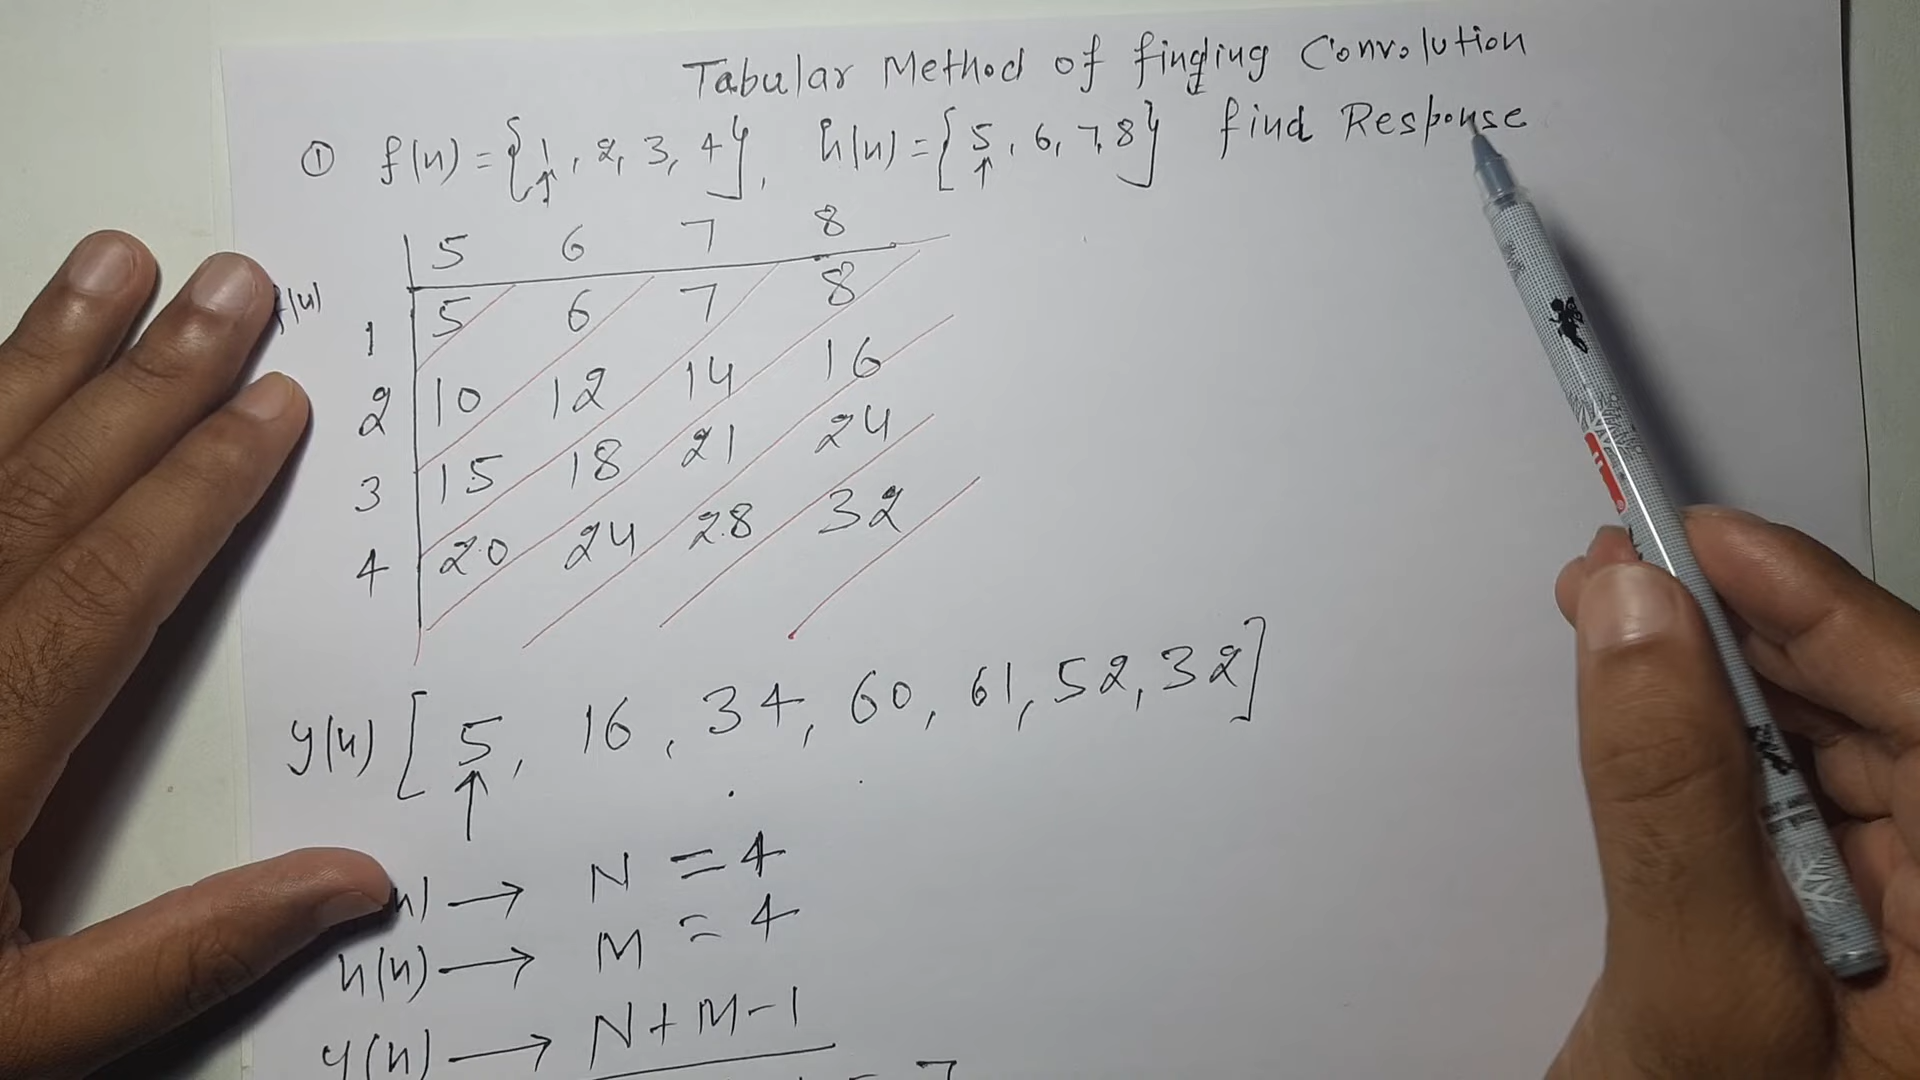 Tabular Method of finding Convolution
① f(n) = {1, 2, 3, 4}, h(n) = {5, 6, 7, 8} find Response
↑ ↑
5 6 7 8
f(n)
1 5 6 7 8
2 10 12 14 16
3 15 18 21 24
4 20 24 28 32
y(n) [5, 16, 34, 60, 61, 52, 32]
↑
n) → N = 4
h(n) → M = 4
y(n) → N+M-1
= 7